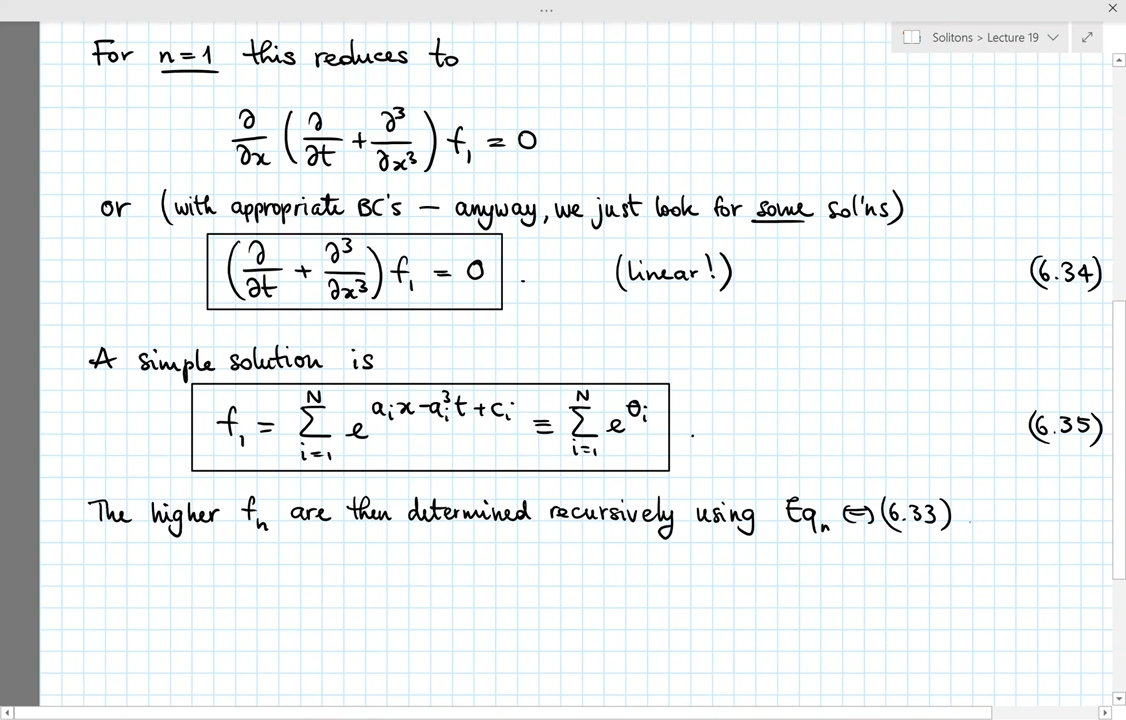 Solitons > Lecture 19
For n=1 this reduces to
∂/∂x (∂/∂t + ∂³/∂x³) f₁ = 0
or (with appropriate BC's — anyway, we just look for some sol'ns)
(∂/∂t + ∂³/∂x³) f₁ = 0 . (linear!) (6.34)
A simple solution is
f₁ = ∑_{i=1}^{N} e^{aᵢx - aᵢ³t + cᵢ} ≡ ∑_{i=1}^{N} e^{θᵢ} . (6.35)
The higher fₙ are then determined recursively using Eqₙ ⇔ (6.33)